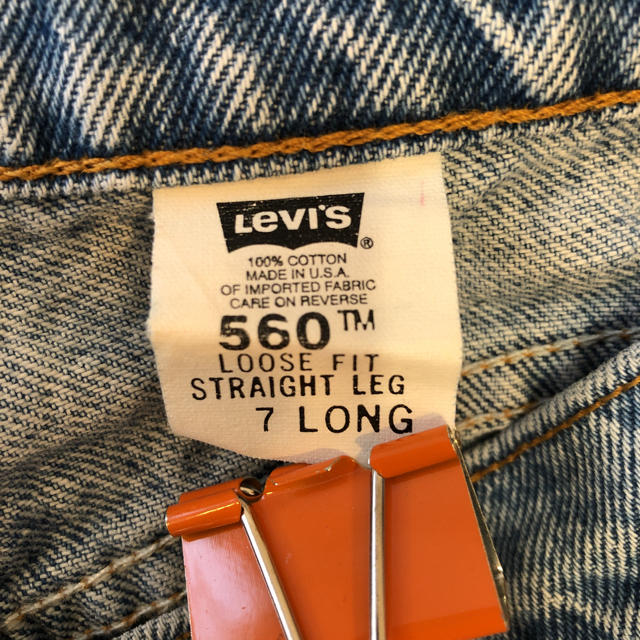 LEVI'S ®
100% COTTON
MADE IN U.S.A.
OF IMPORTED FABRIC
CARE ON REVERSE
560™
LOOSE FIT
STRAIGHT LEG
7 LONG